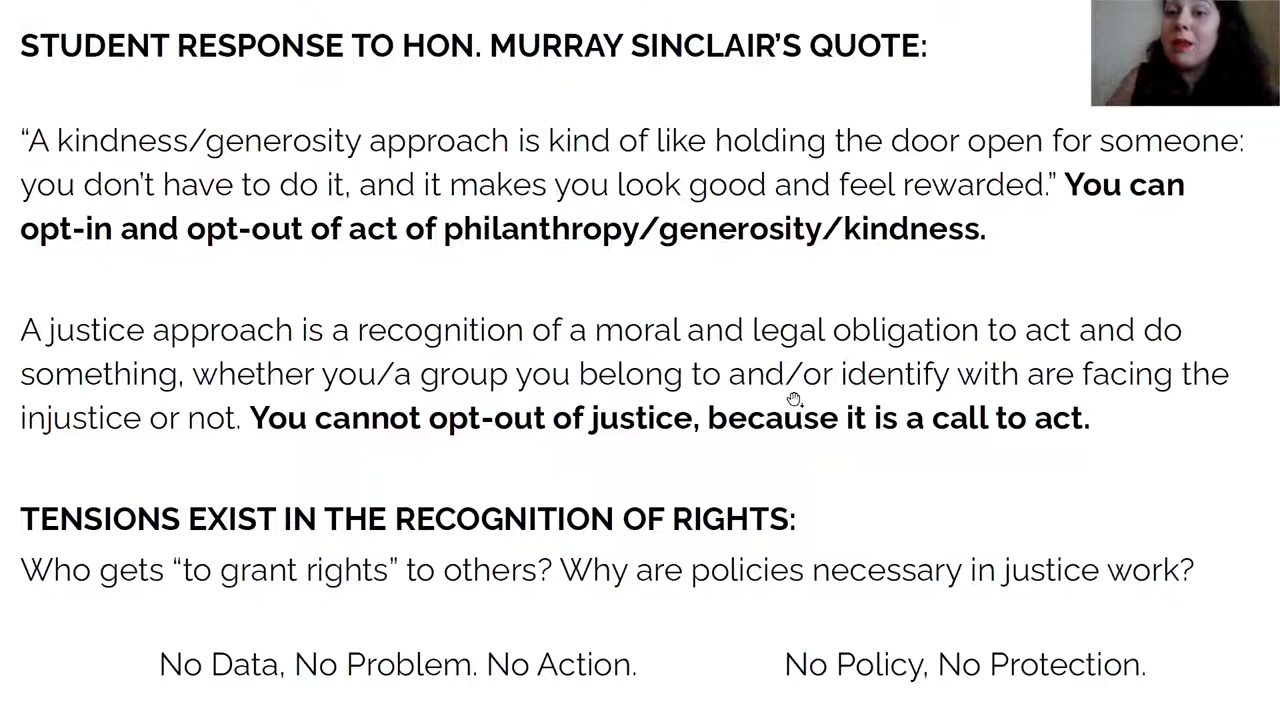 STUDENT RESPONSE TO HON. MURRAY SINCLAIR’S QUOTE:
“A kindness/generosity approach is kind of like holding the door open for someone:
you don’t have to do it, and it makes you look good and feel rewarded.” You can
opt-in and opt-out of act of philanthropy/generosity/kindness.
A justice approach is a recognition of a moral and legal obligation to act and do
something, whether you/a group you belong to and/or identify with are facing the
injustice or not. You cannot opt-out of justice, because it is a call to act.
TENSIONS EXIST IN THE RECOGNITION OF RIGHTS:
Who gets “to grant rights” to others? Why are policies necessary in justice work?
No Data, No Problem. No Action. No Policy, No Protection.